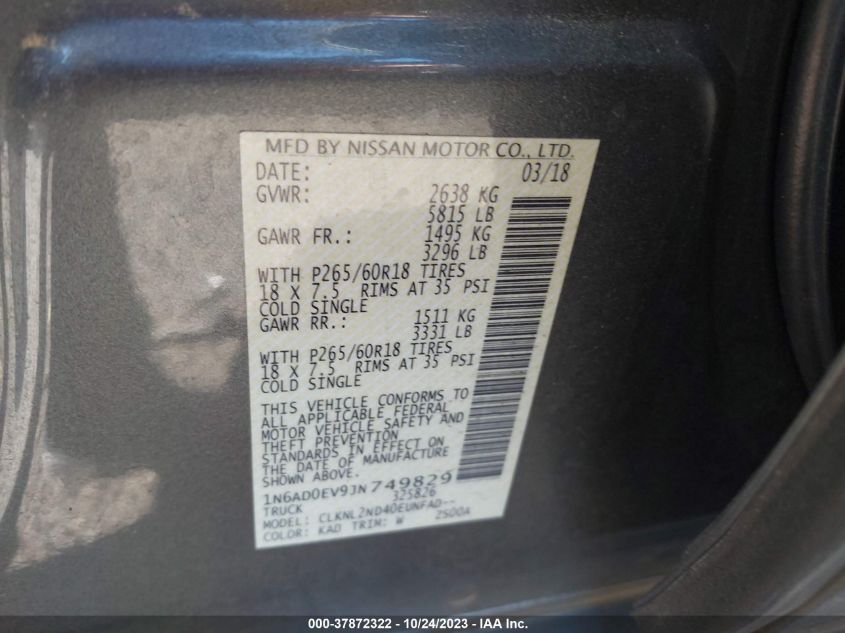 MFD BY NISSAN MOTOR CO., LTD.
DATE: 03/18
GVWR: 2638 KG
5815 LB
GAWR FR.: 1495 KG
3296 LB
WITH P265/60R18 TIRES
18 X 7.5 RIMS AT 35 PSI
COLD SINGLE
GAWR RR.: 1511 KG
3331 LB
WITH P265/60R18 TIRES
18 X 7.5 RIMS AT 35 PSI
COLD SINGLE
THIS VEHICLE CONFORMS TO
ALL APPLICABLE FEDERAL
MOTOR VEHICLE SAFETY AND
THEFT PREVENTION
STANDARDS IN EFFECT ON
THE DATE OF MANUFACTURE
SHOWN ABOVE.
1N6AD0EV9JN749829
TRUCK 325826
MODEL: CLKNL2ND40EUNFAD--
COLOR: KAD TRIM: W 2S00A
000-37872322 - 10/24/2023 - IAA Inc.